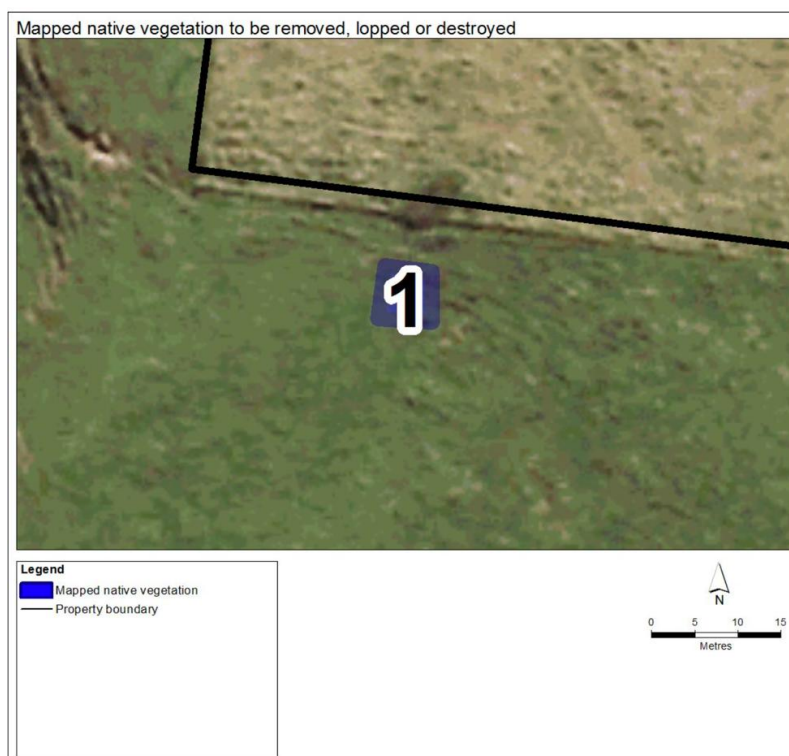 Mapped native vegetation to be removed, lopped or destroyed
1
Legend
Mapped native vegetation
Property boundary
N
0 5 10 15
Metres